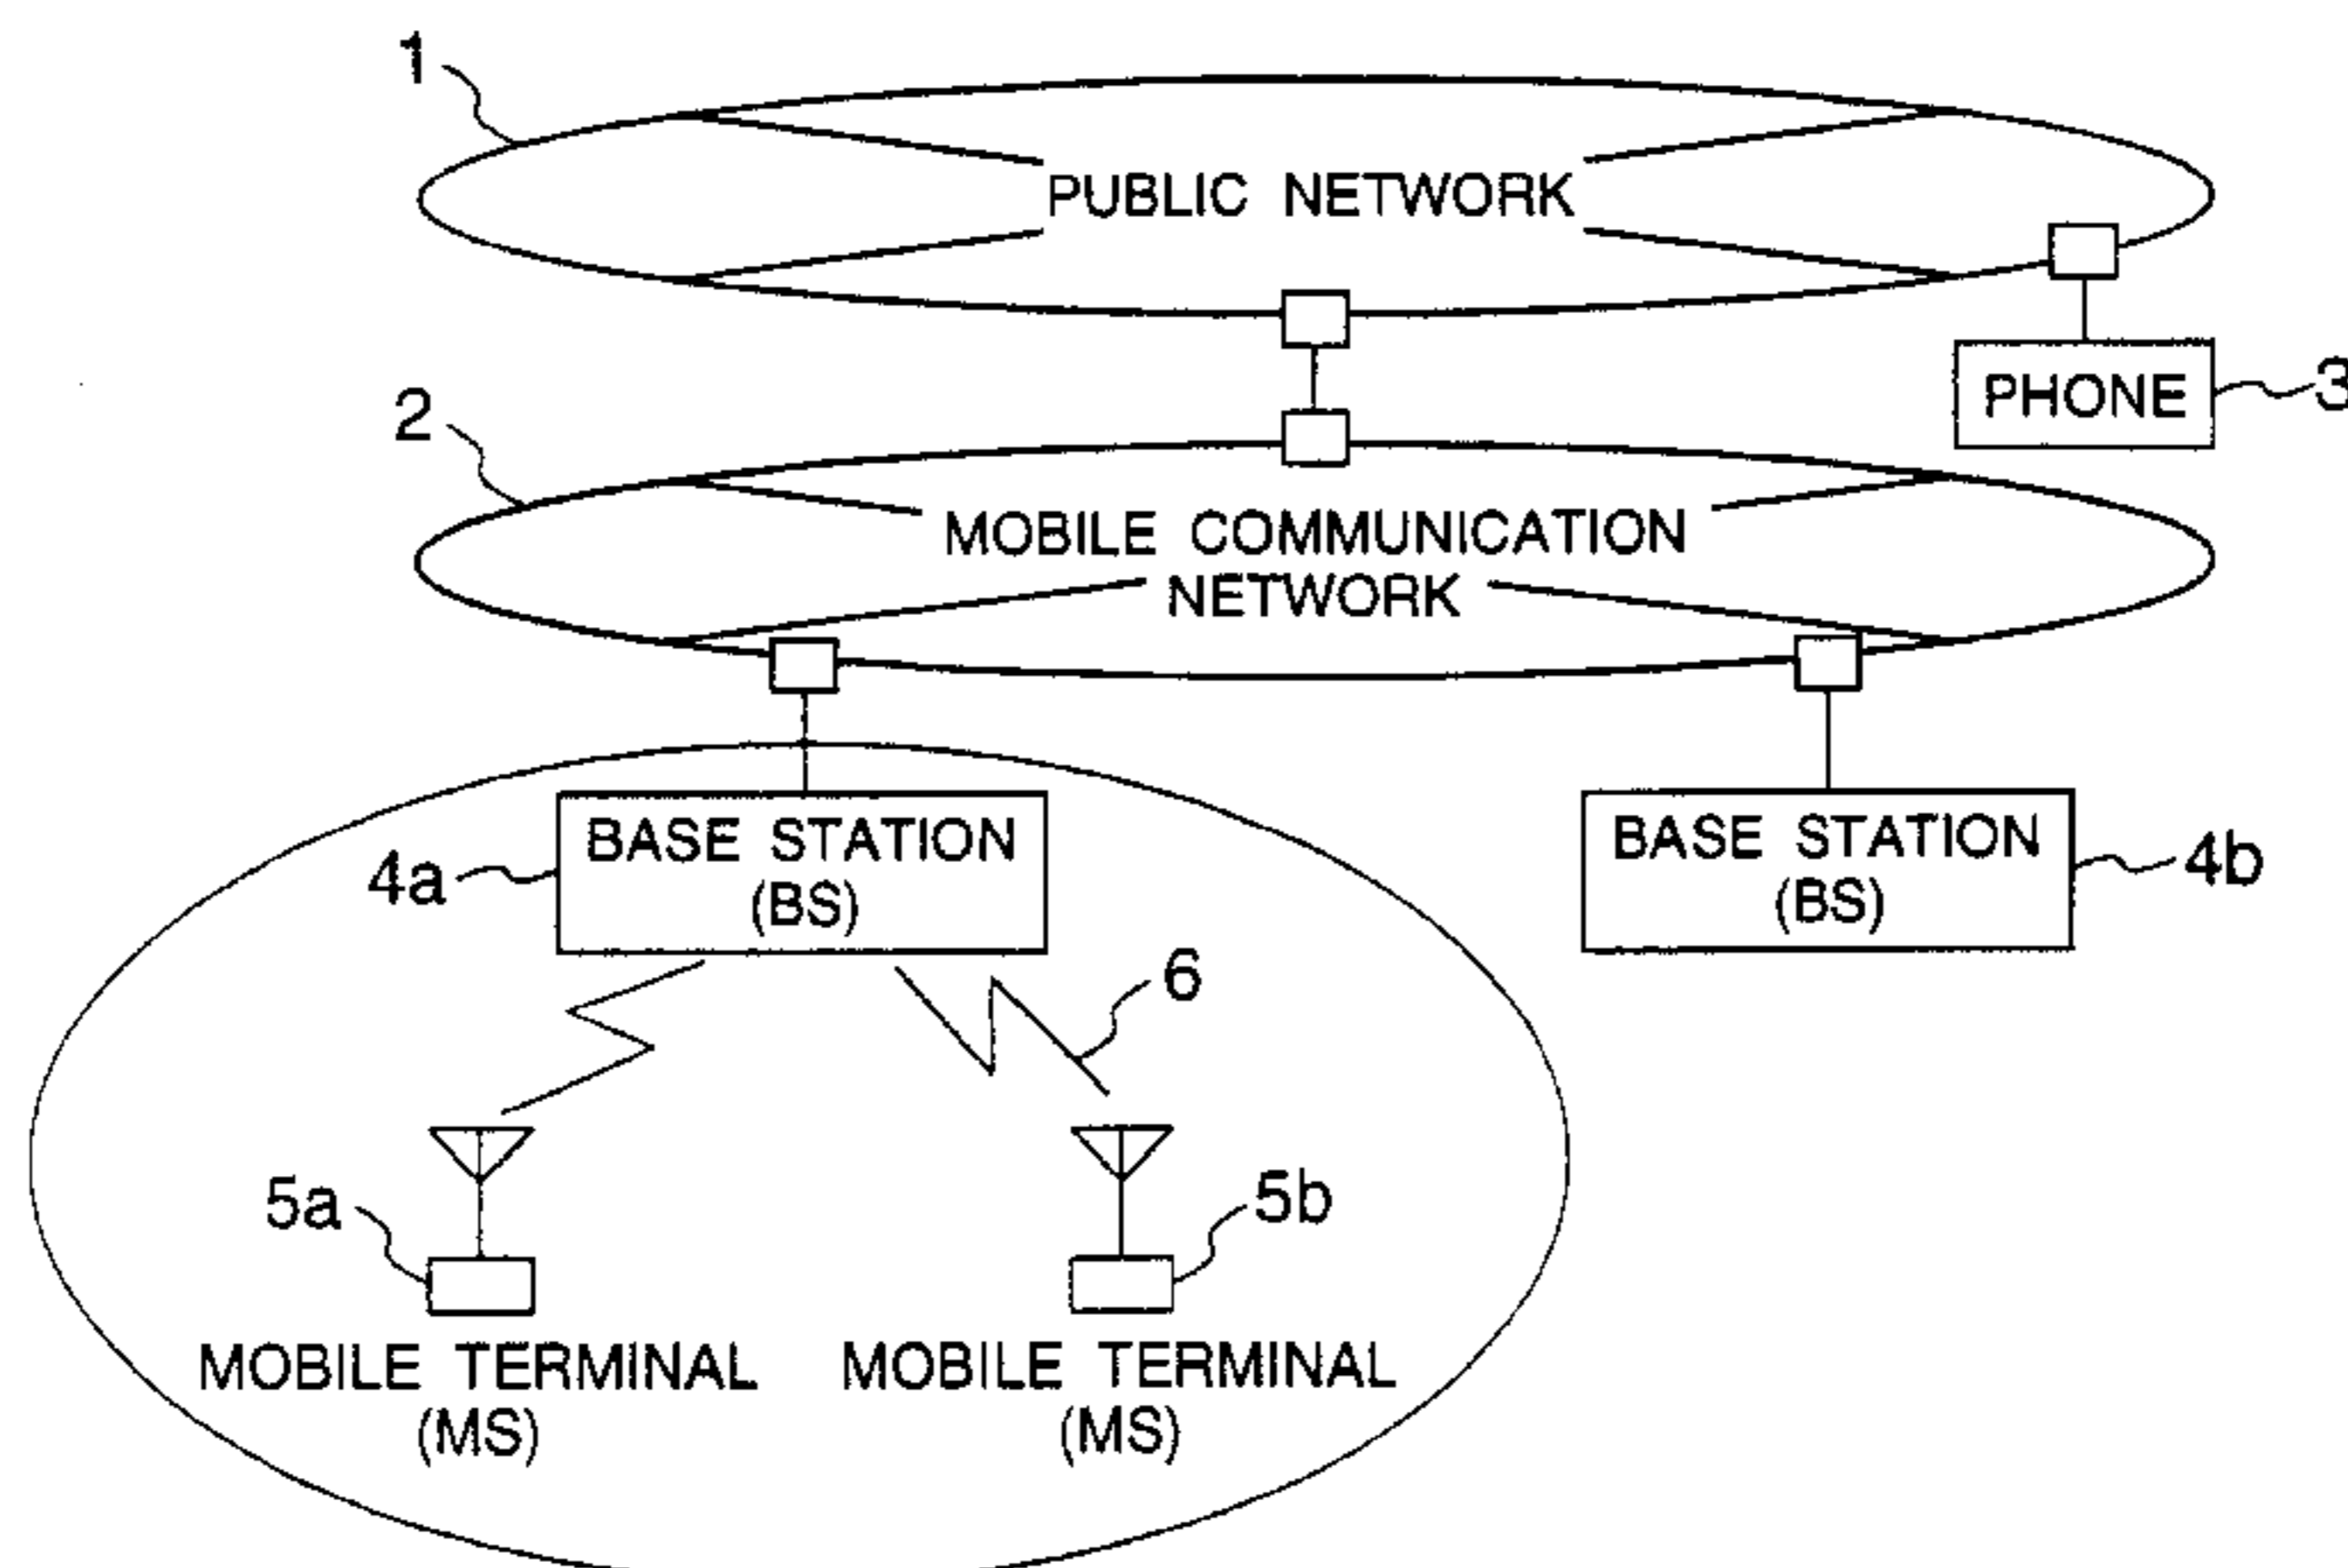 1
PUBLIC NETWORK
PHONE
3
2
MOBILE COMMUNICATION
NETWORK
4a
BASE STATION
(BS)
BASE STATION
(BS)
4b
6
5a
5b
MOBILE TERMINAL
(MS)
MOBILE TERMINAL
(MS)